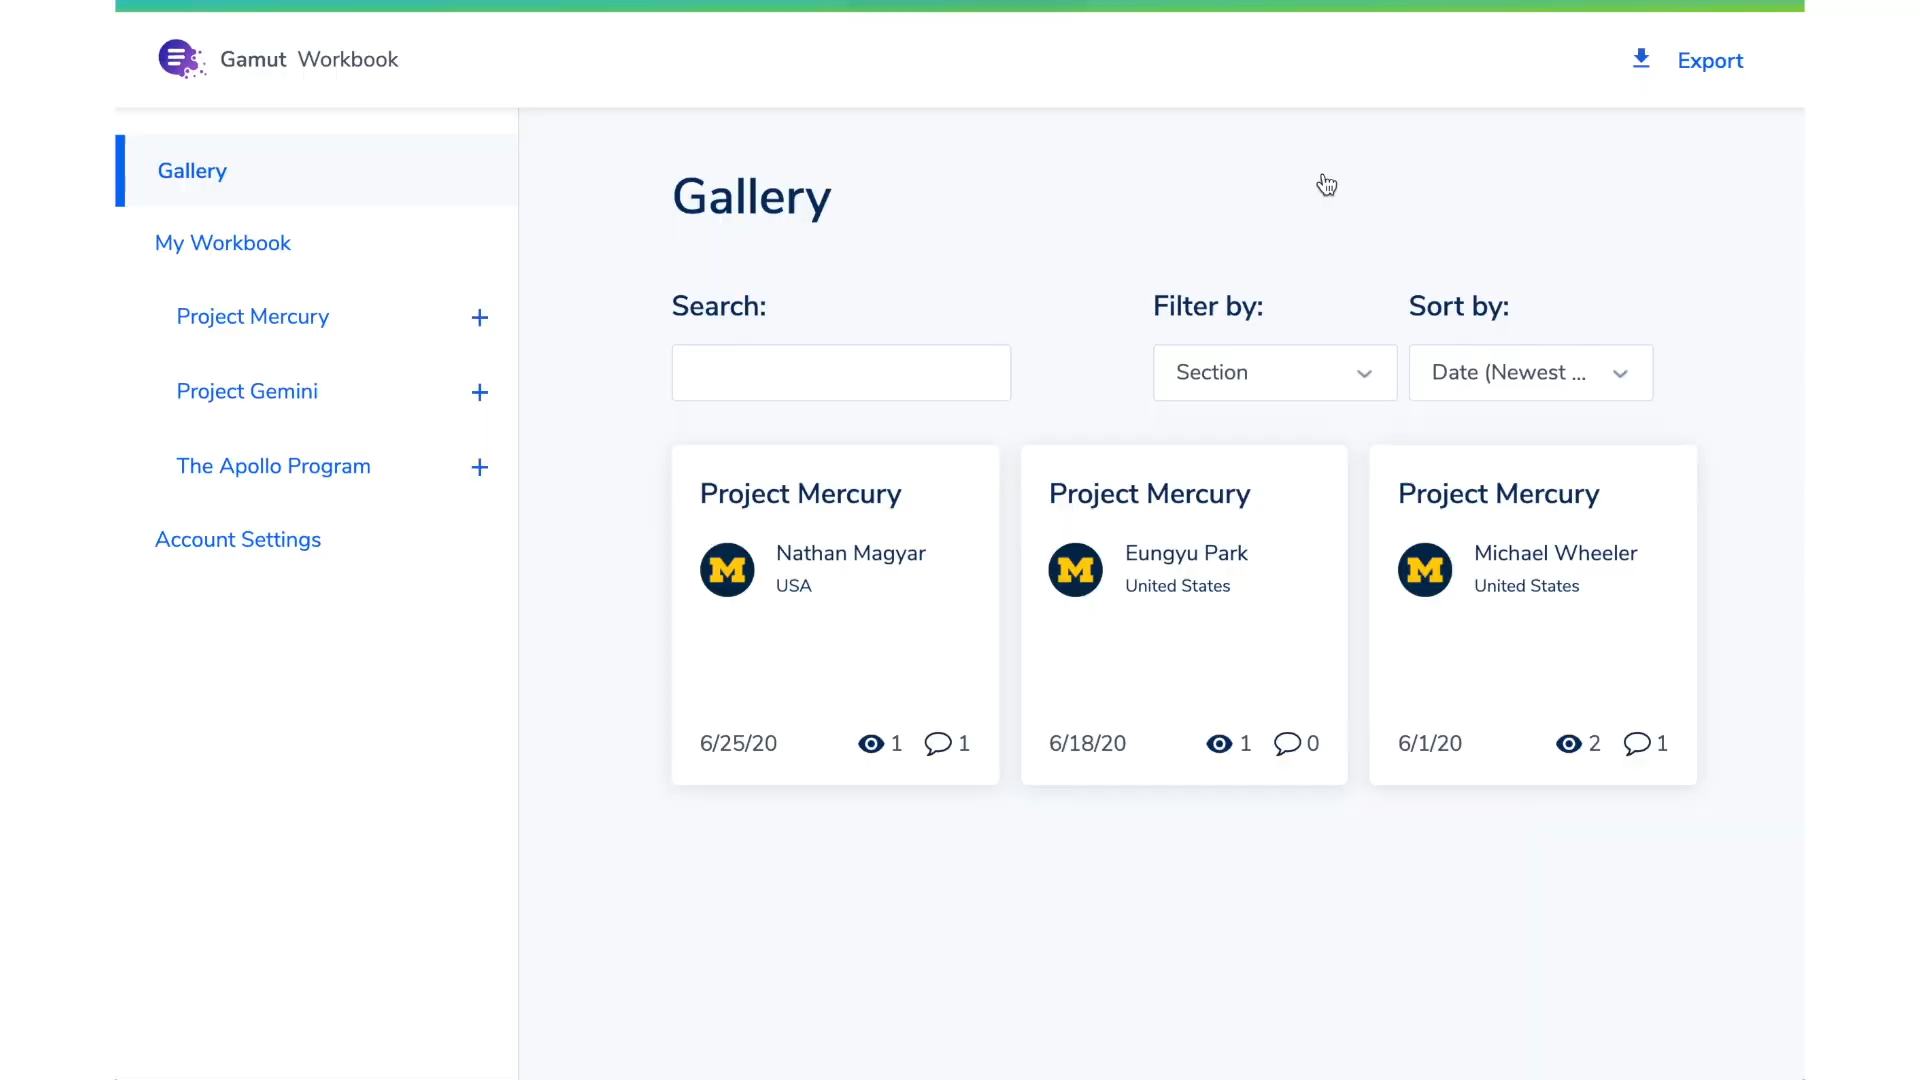 Gamut Workbook
Export
Gallery
My Workbook
Project Mercury
Project Gemini
The Apollo Program
Account Settings
Gallery
Search:
Filter by:
Sort by:
Section
Date (Newest ...
Project Mercury
M
Nathan Magyar
USA
6/25/20
1
1
Project Mercury
M
Eungyu Park
United States
6/18/20
1
0
Project Mercury
M
Michael Wheeler
United States
6/1/20
2
1